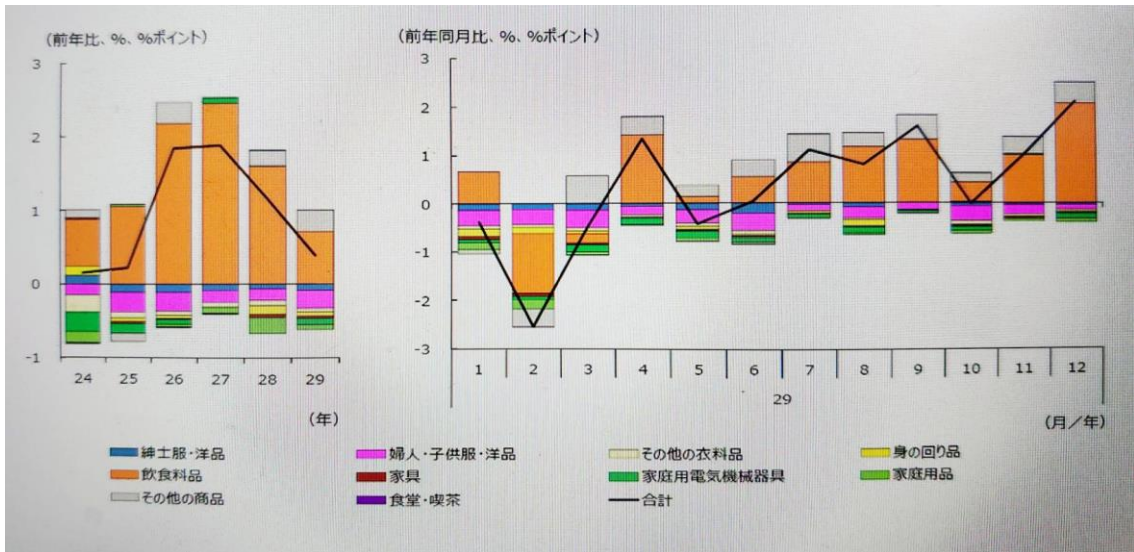 （前年比、%、%ポイント）
3
2
1
0
-1
24 25 26 27 28 29
（年）
（前年同月比、%、%ポイント）
3
2
1
0
-1
-2
-3
1 2 3 4 5 6 7 8 9 10 11 12
29
（月／年）
紳士服・洋品 婦人・子供服・洋品 その他の衣料品 身の回り品
飲食料品 家具 家庭用電気機械器具 家庭用品
その他の商品 食堂・喫茶 合計